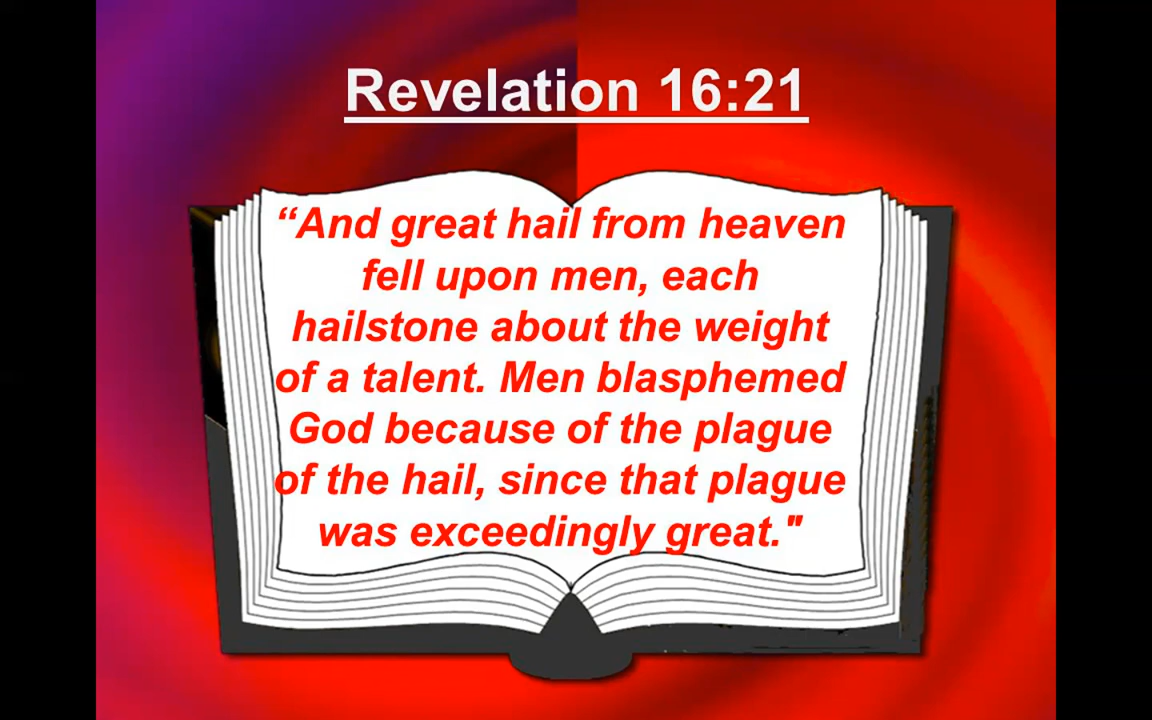 Revelation 16:21
“And great hail from heaven
fell upon men, each
hailstone about the weight
of a talent. Men blasphemed
God because of the plague
of the hail, since that plague
was exceedingly great."